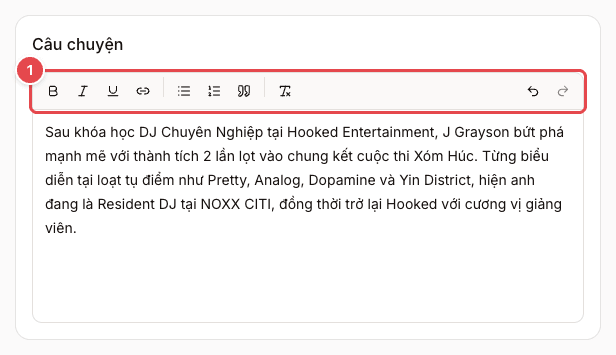 Câu chuyện
1
B I U
Sau khóa học DJ Chuyên Nghiệp tại Hooked Entertainment, J Grayson bứt phá
mạnh mẽ với thành tích 2 lần lọt vào chung kết cuộc thi Xóm Húc. Từng biểu
diễn tại loạt tụ điểm như Pretty, Analog, Dopamine và Yin District, hiện anh
đang là Resident DJ tại NOXX CITI, đồng thời trở lại Hooked với cương vị giảng
viên.